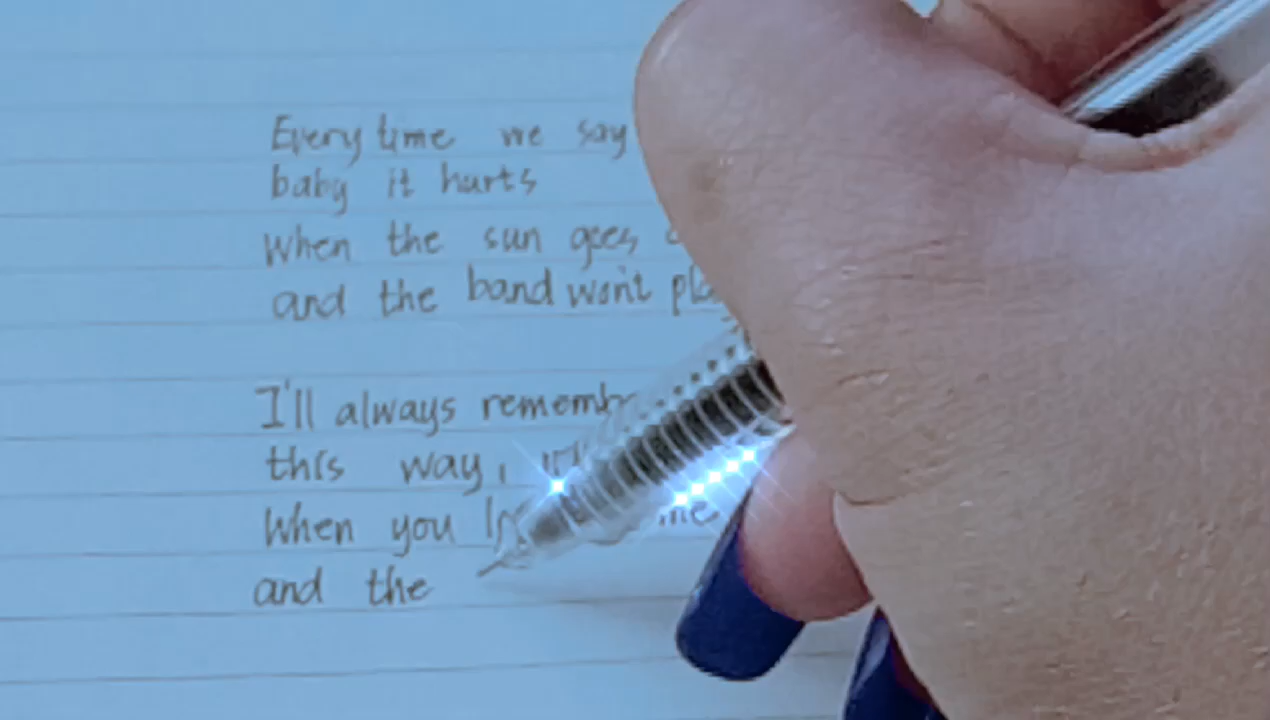 Every time we say
baby it hurts
When the sun goes
and the band won't
I'll always
this way,
When you me
and the